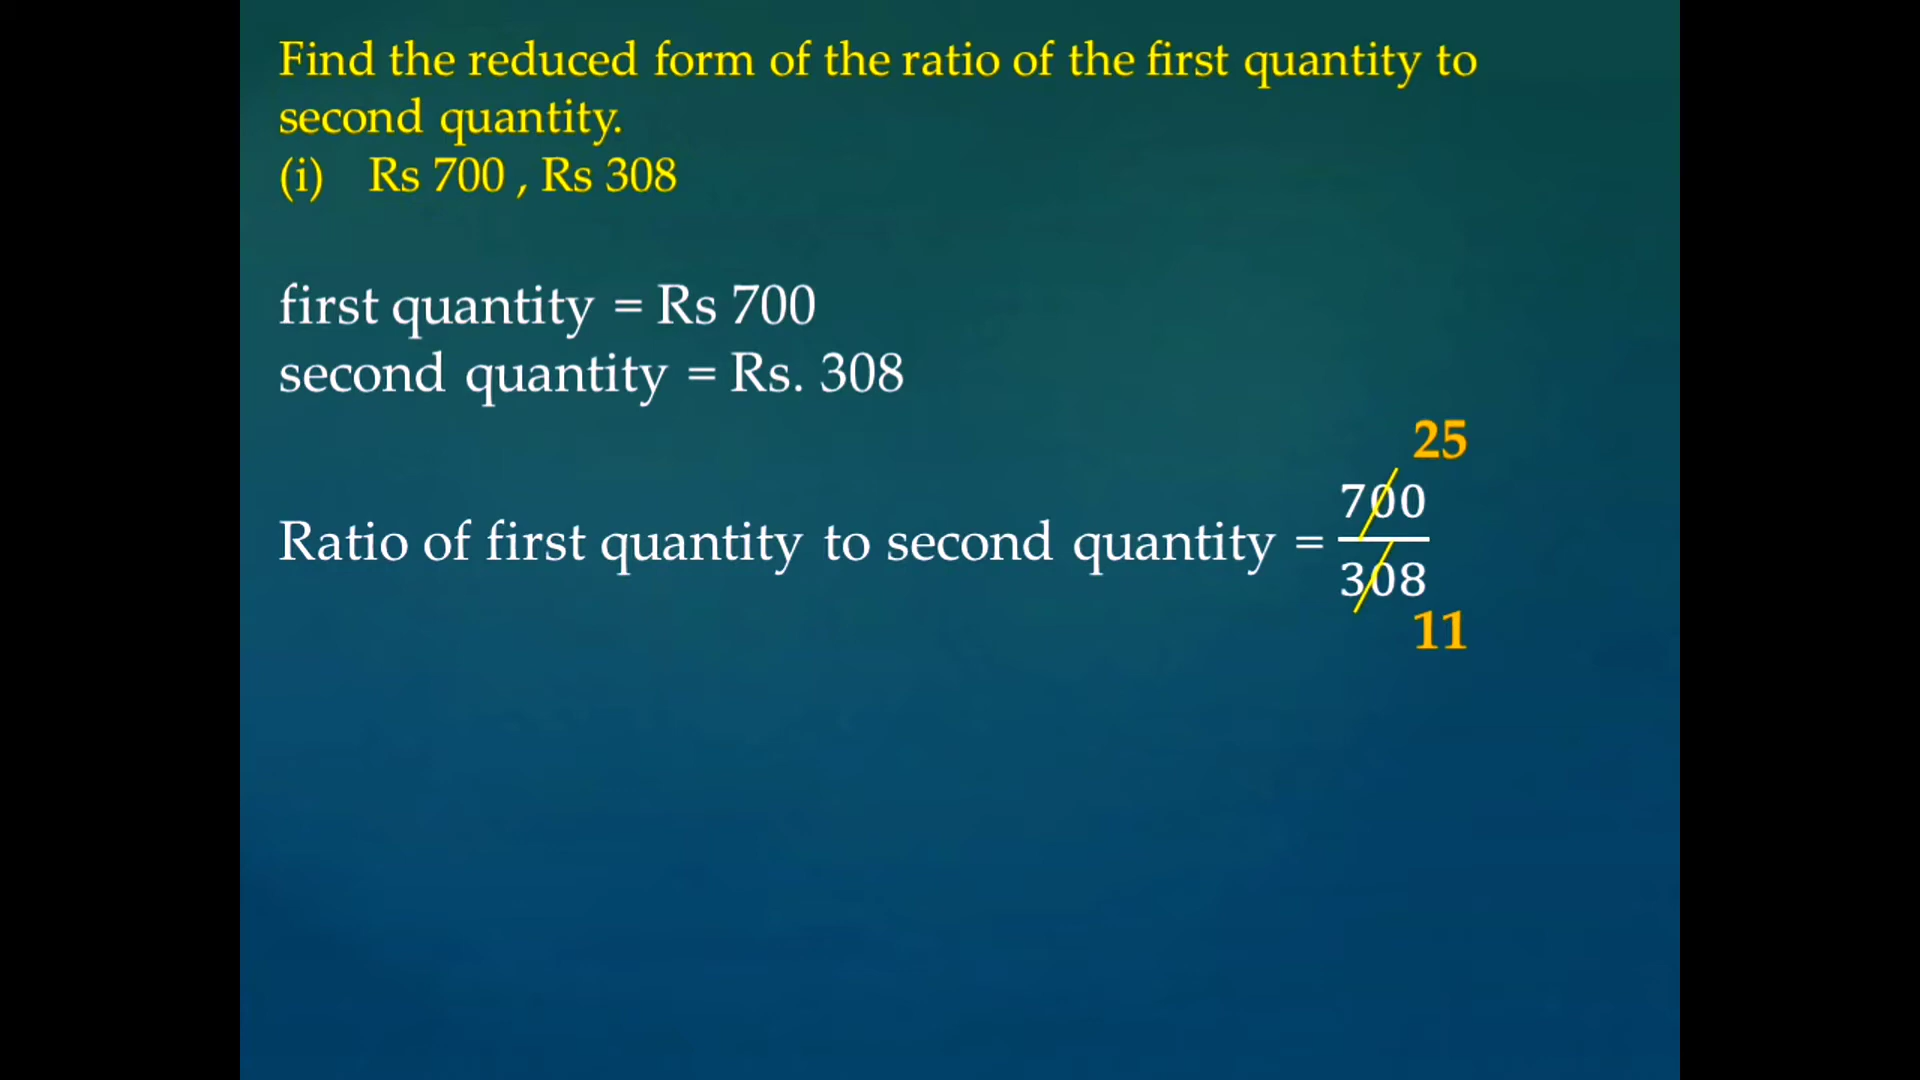 Find the reduced form of the ratio of the first quantity to
second quantity.
(i) Rs 700 , Rs 308
first quantity = Rs 700
second quantity = Rs. 308
25
700
Ratio of first quantity to second quantity =
308
11